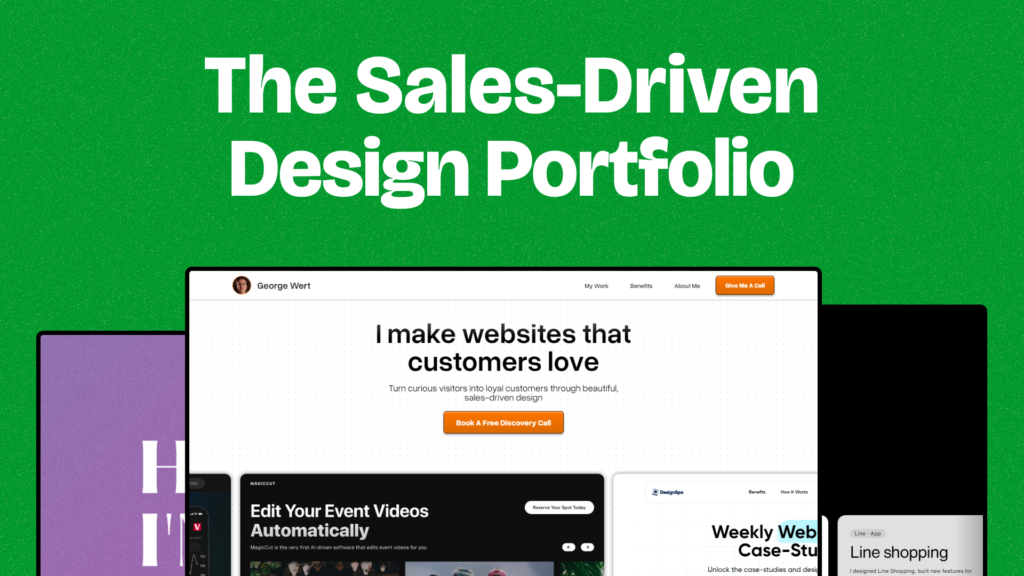 The Sales-Driven
Design Portfolio
George Wert
My Work
Benefits
About Me
Give Me A Call
I make websites that
customers love
Turn curious visitors into loyal customers through beautiful,
sales-driven design
Book A Free Discovery Call
H
I'T
MAGICCUT
Edit Your Event Videos
Automatically
MagicCut is the very first AI-driven software that edits event videos for you
Reserve Your Spot Today
DesignSpo
Benefits
How It Works
Weekly Web
Case-Stu
Unlock the case-studies and desig
Line - App
Line shopping
I designed Line Shopping, built new features for